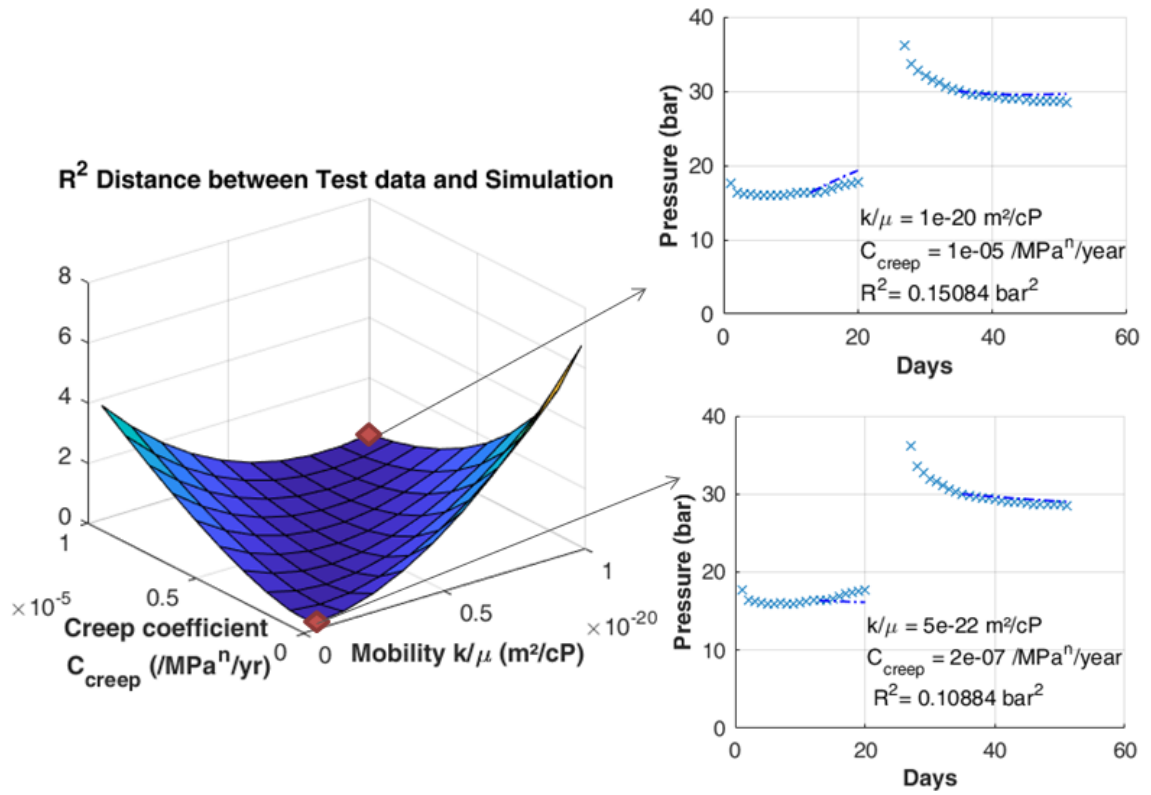 R² Distance between Test data and Simulation
8
6
4
2
0
1
0.5
0
×10⁻⁵
Creep coefficient
C_creep (/MPaⁿ/yr)
0
0.5
1
×10⁻²⁰
Mobility k/μ (m²/cP)
40
30
20
10
0
Pressure (bar)
k/μ = 1e-20 m²/cP
C_creep = 1e-05 /MPaⁿ/year
R²= 0.15084 bar²
0 20 40 60
Days
40
30
20
10
0
Pressure (bar)
k/μ = 5e-22 m²/cP
C_creep = 2e-07 /MPaⁿ/year
R²= 0.10884 bar²
0 20 40 60
Days